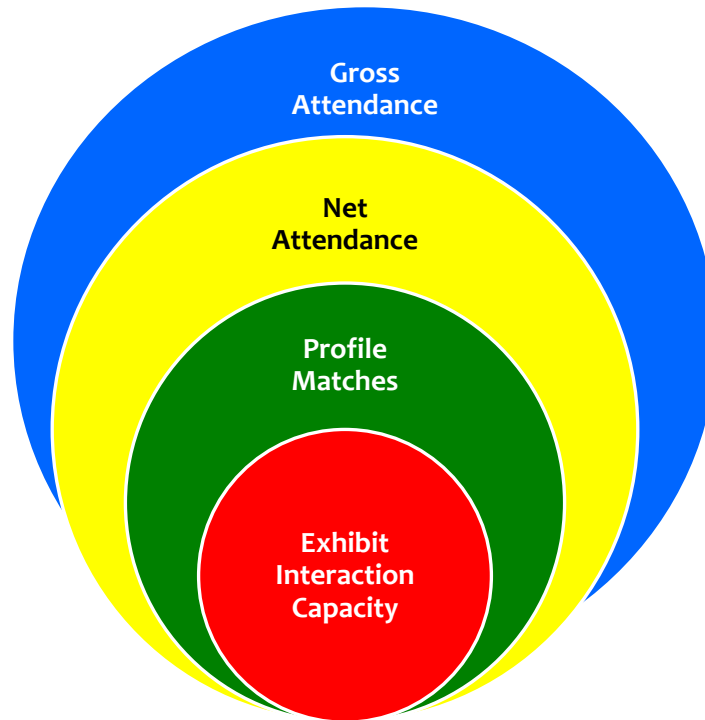 Gross
Attendance
Net
Attendance
Profile
Matches
Exhibit
Interaction
Capacity